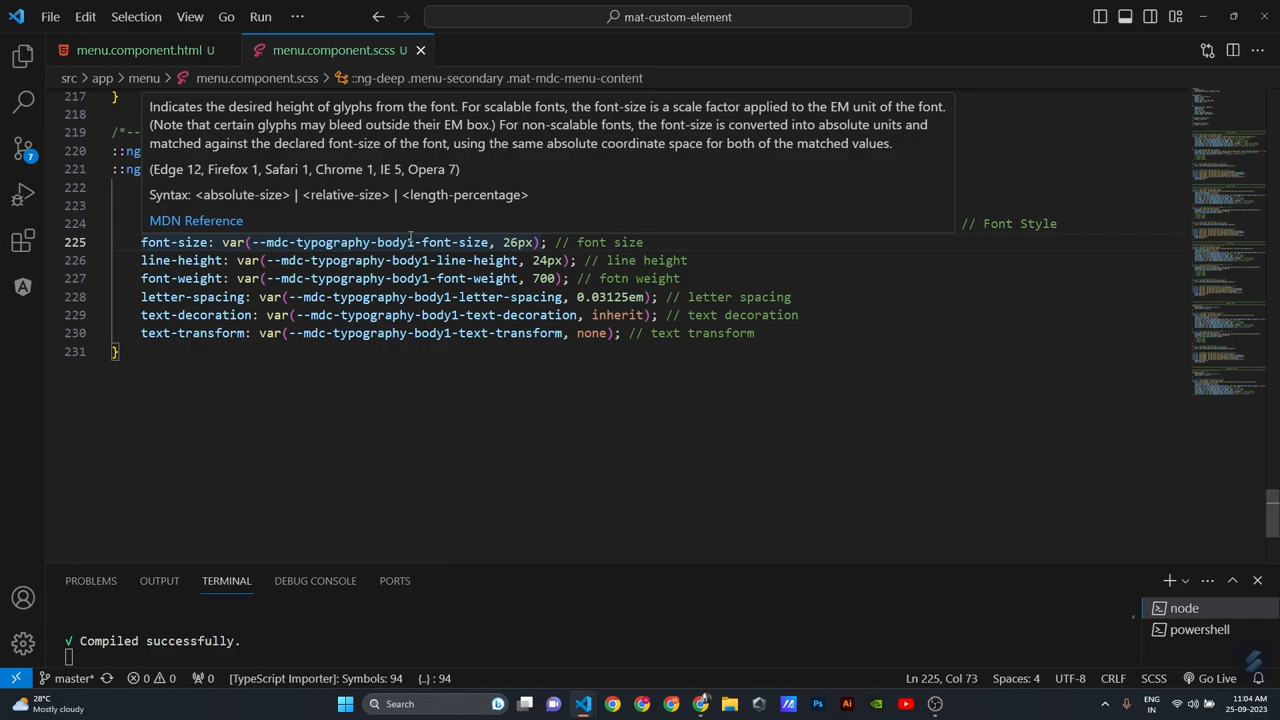 File Edit Selection View Go Run ··· mat-custom-element
menu.component.html U menu.component.scss U
src > app > menu > menu.component.scss > ::ng-deep .menu-secondary .mat-mdc-menu-content
217 }
218
219 /*--
220 ::ng
221 ::ng
222
223
224 Font Style
Indicates the desired height of glyphs from the font. For scalable fonts, the font-size is a scale factor applied to the EM unit of the font.
(Note that certain glyphs may bleed outside their EM box.) For non-scalable fonts, the font-size is converted into absolute units and
matched against the declared font-size of the font, using the same absolute coordinate space for both of the matched values.
(Edge 12, Firefox 1, Safari 1, Chrome 1, IE 5, Opera 7)
Syntax: <absolute-size> | <relative-size> | <length-percentage>
MDN Reference
225 font-size: var(--mdc-typography-body1-font-size, 26px); // font size
226 line-height: var(--mdc-typography-body1-line-height, 24px); // line height
227 font-weight: var(--mdc-typography-body1-font-weight, 700); // fotn weight
228 letter-spacing: var(--mdc-typography-body1-letter-spacing, 0.03125em); // letter spacing
229 text-decoration: var(--mdc-typography-body1-text-decoration, inherit); // text decoration
230 text-transform: var(--mdc-typography-body1-text-transform, none); // text transform
231 }
7
PROBLEMS OUTPUT TERMINAL DEBUG CONSOLE PORTS
node
powershell
√ Compiled successfully.
master* 0 0 0 [TypeScript Importer]: Symbols: 94 {..} : 94 Ln 225, Col 73 Spaces: 4 UTF-8 CRLF SCSS Go Live
28°C
Mostly cloudy
Search
ENG
IN
11:04 AM
25-09-2023